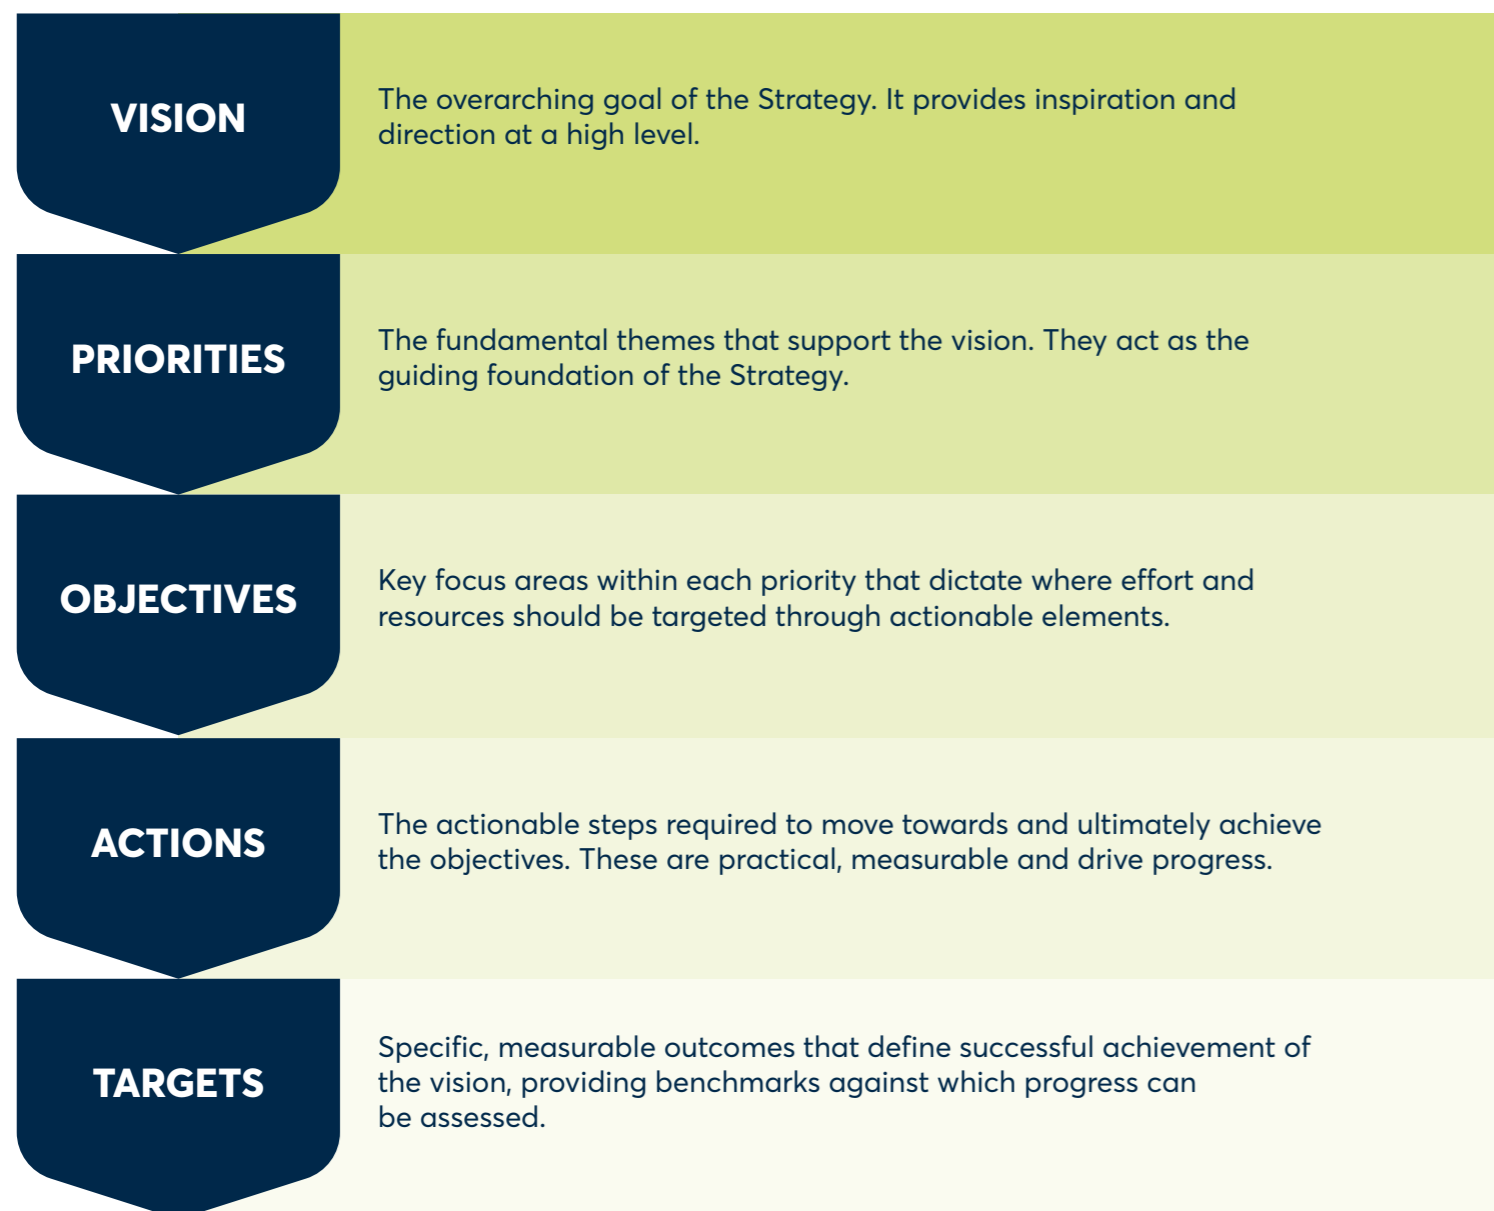 VISION
The overarching goal of the Strategy. It provides inspiration and
direction at a high level.
PRIORITIES
The fundamental themes that support the vision. They act as the
guiding foundation of the Strategy.
OBJECTIVES
Key focus areas within each priority that dictate where effort and
resources should be targeted through actionable elements.
ACTIONS
The actionable steps required to move towards and ultimately achieve
the objectives. These are practical, measurable and drive progress.
TARGETS
Specific, measurable outcomes that define successful achievement of
the vision, providing benchmarks against which progress can
be assessed.